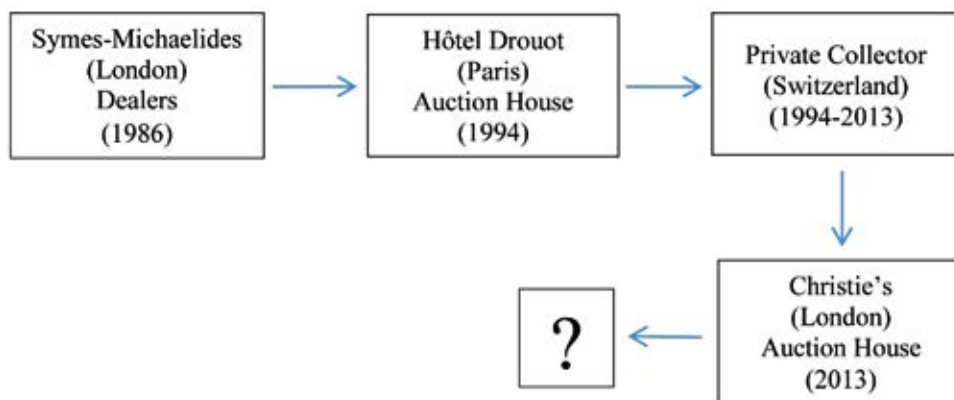 Symes-Michaelides
(London)
Dealers
(1986)
Hôtel Drouot
(Paris)
Auction House
(1994)
Private Collector
(Switzerland)
(1994-2013)
Christie’s
(London)
Auction House
(2013)
?